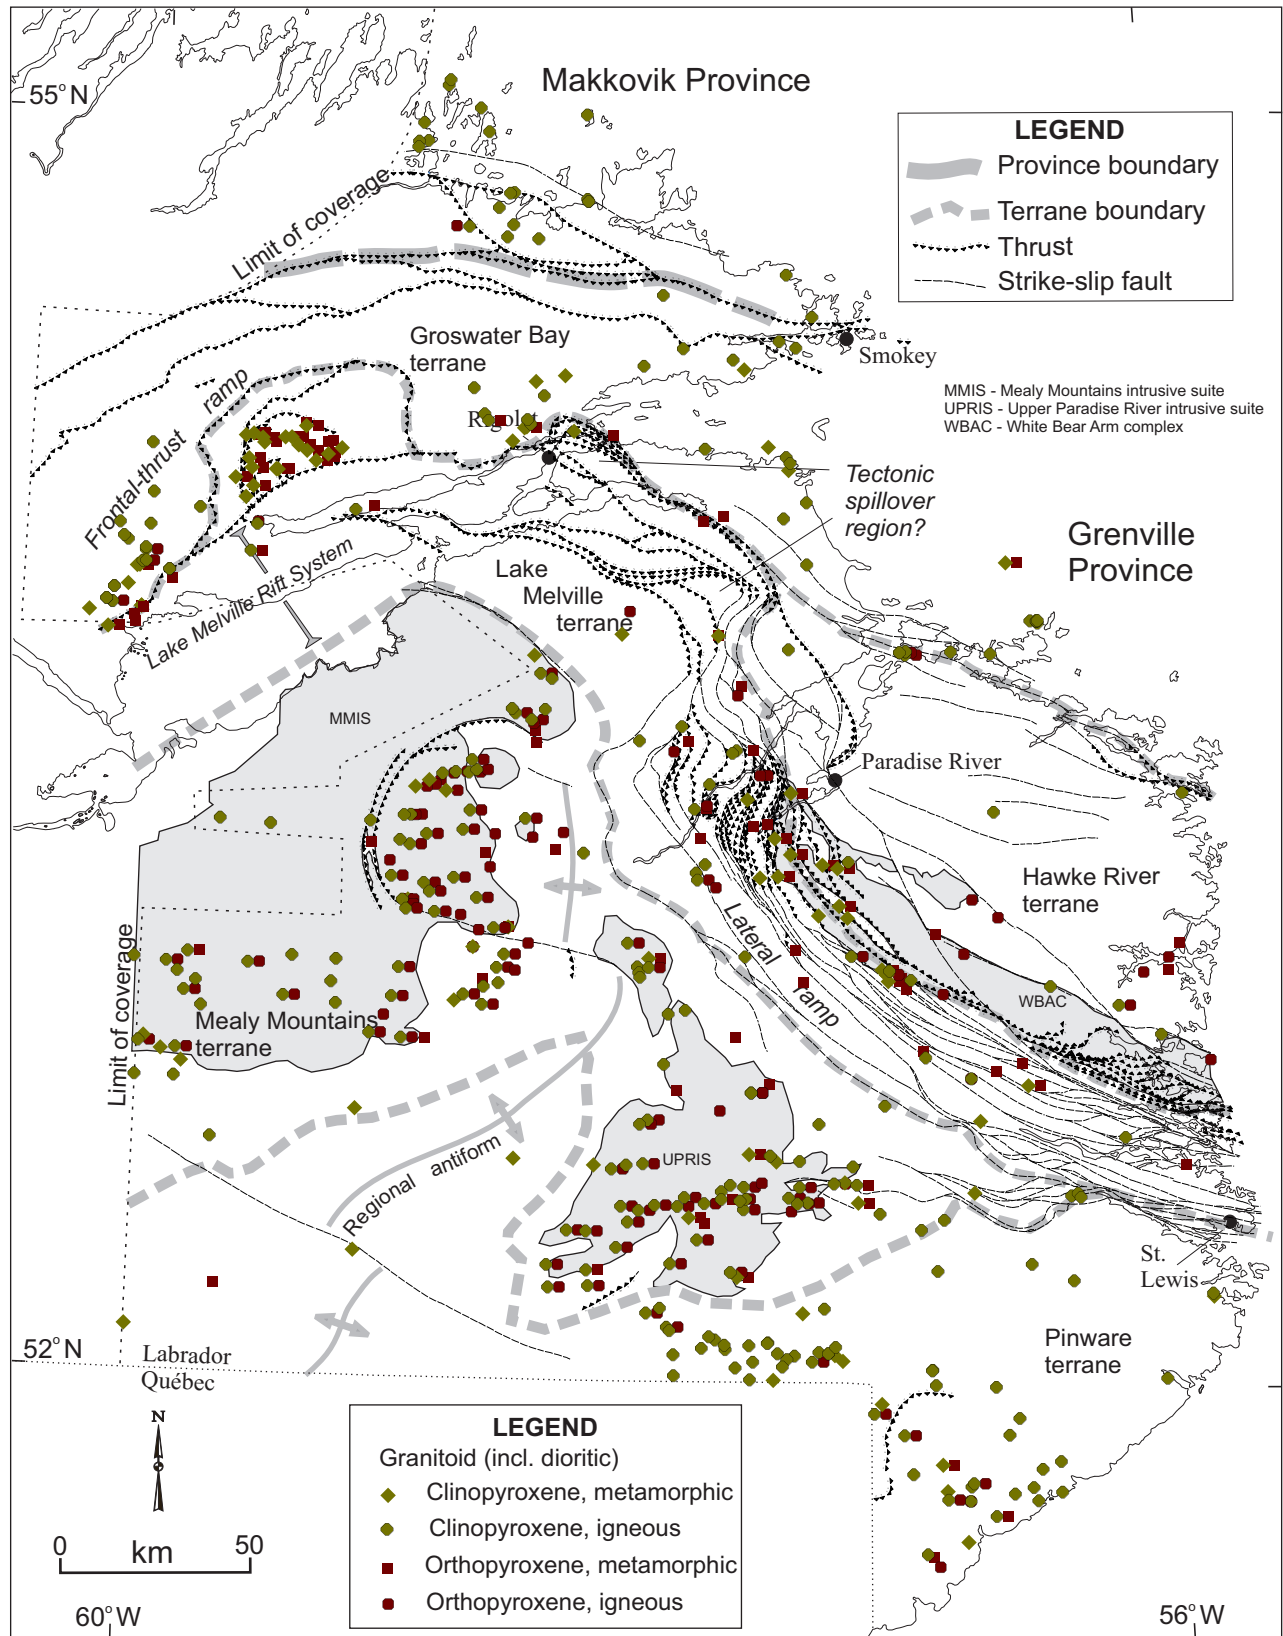 Makkovik Province
55°N
LEGEND
Province boundary
Terrane boundary
Thrust
Strike-slip fault
Limit of coverage
Groswater Bay
terrane
Smokey
MMIS - Mealy Mountains intrusive suite
UPRIS - Upper Paradise River intrusive suite
WBAC - White Bear Arm complex
Frontal-thrust ramp
Rigolet
Tectonic
spillover
region?
Grenville
Province
Lake Melville Rift System
Lake
Melville
terrane
MMIS
Paradise River
Hawke River
terrane
Lateral ramp
WBAC
Limit of coverage
Mealy Mountains
terrane
Regional antiform
UPRIS
St.
Lewis
Pinware
terrane
52°N
Labrador
Québec
N
LEGEND
Granitoid (incl. dioritic)
Clinopyroxene, metamorphic
Clinopyroxene, igneous
Orthopyroxene, metamorphic
Orthopyroxene, igneous
0 km 50
60°W
56°W